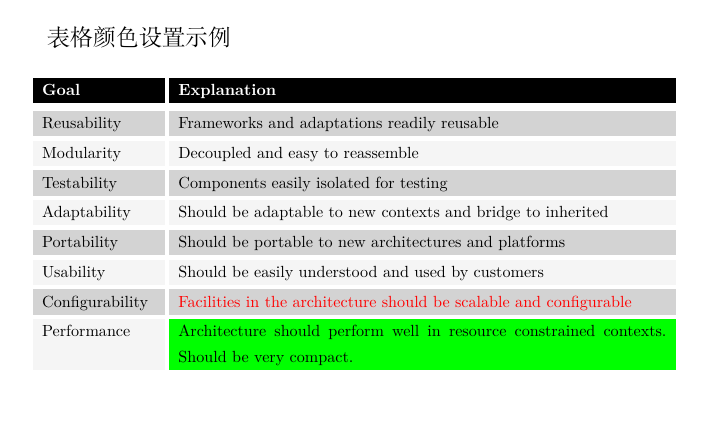 表格颜色设置示例
Goal Explanation
Reusability Frameworks and adaptations readily reusable
Modularity Decoupled and easy to reassemble
Testability Components easily isolated for testing
Adaptability Should be adaptable to new contexts and bridge to inherited
Portability Should be portable to new architectures and platforms
Usability Should be easily understood and used by customers
Configurability Facilities in the architecture should be scalable and configurable
Performance Architecture should perform well in resource constrained contexts.
Should be very compact.